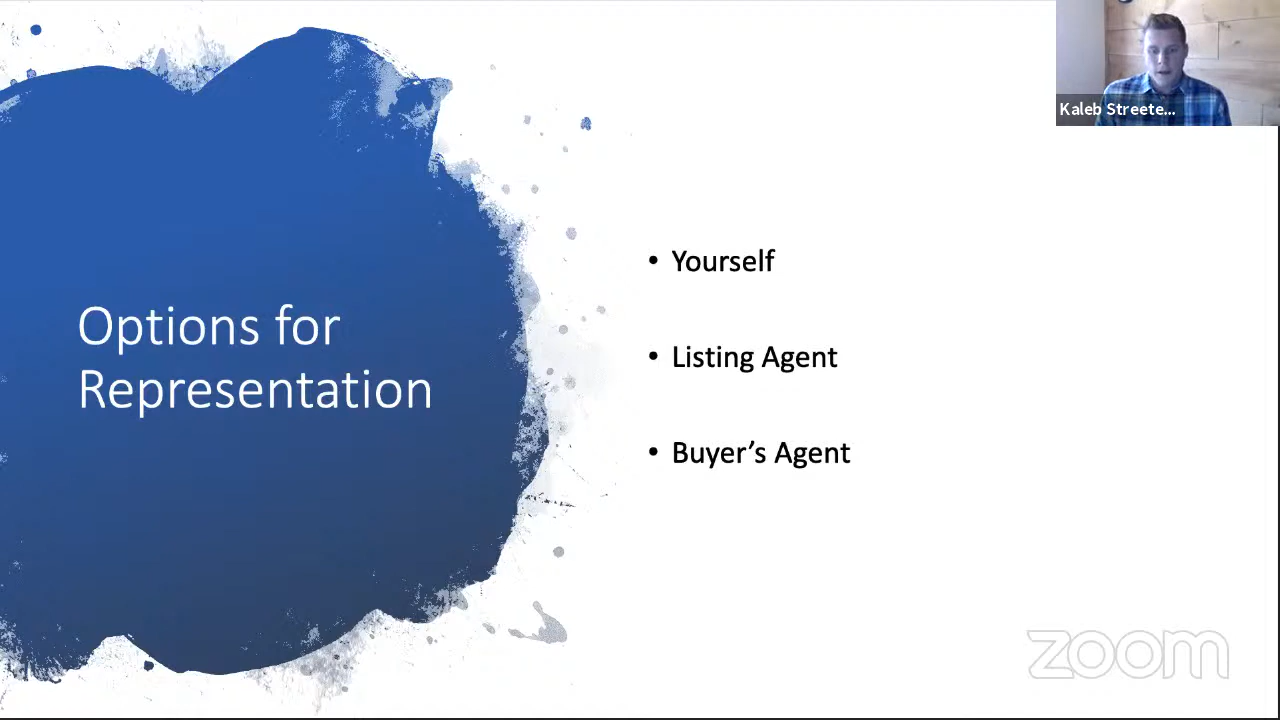 Kaleb Streete...
Options for
Representation
• Yourself
• Listing Agent
• Buyer’s Agent
zoom